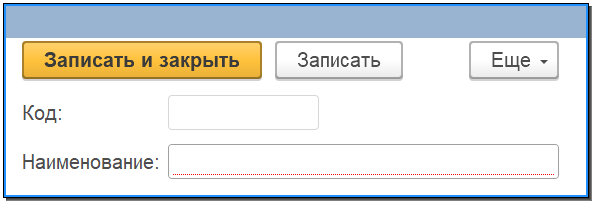 Записать и закрыть Записать Еще
Код:
Наименование: